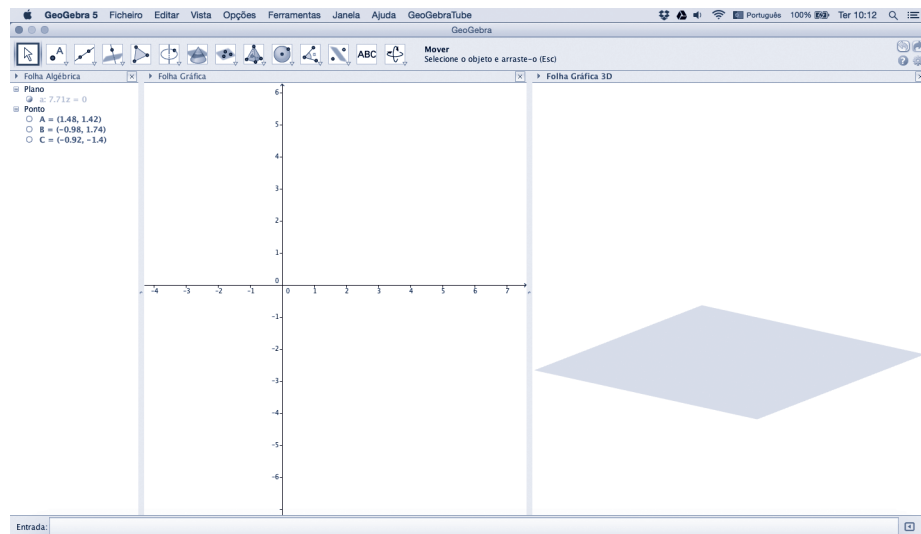 GeoGebra 5 Ficheiro Editar Vista Opções Ferramentas Janela Ajuda GeoGebraTube Português 100% Ter 10:12
GeoGebra
A ABC Mover
Selecione o objeto e arraste-o (Esc)
Folha Algébrica Folha Gráfica Folha Gráfica 3D
Plano
a: 7.71z = 0
Ponto
A = (1.48, 1.42)
B = (-0.98, 1.74)
C = (-0.92, -1.4)
6
5
4
3
2
1
0
-4 -3 -2 -1 0 1 2 3 4 5 6 7
-1
-2
-3
-4
-5
-6
Entrada: